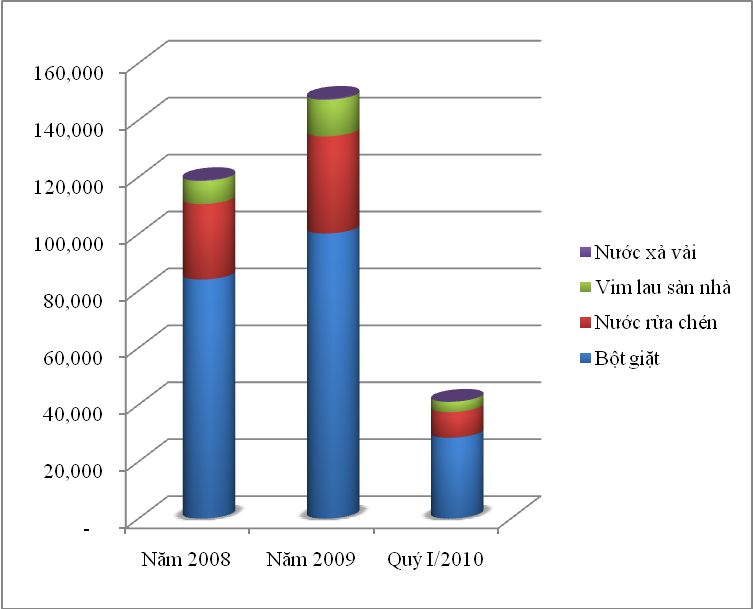 160,000
140,000
120,000
100,000
80,000
60,000
40,000
20,000
-
Năm 2008
Năm 2009
Quý I/2010
Nước xả vải
Vim lau sàn nhà
Nước rửa chén
Bột giặt